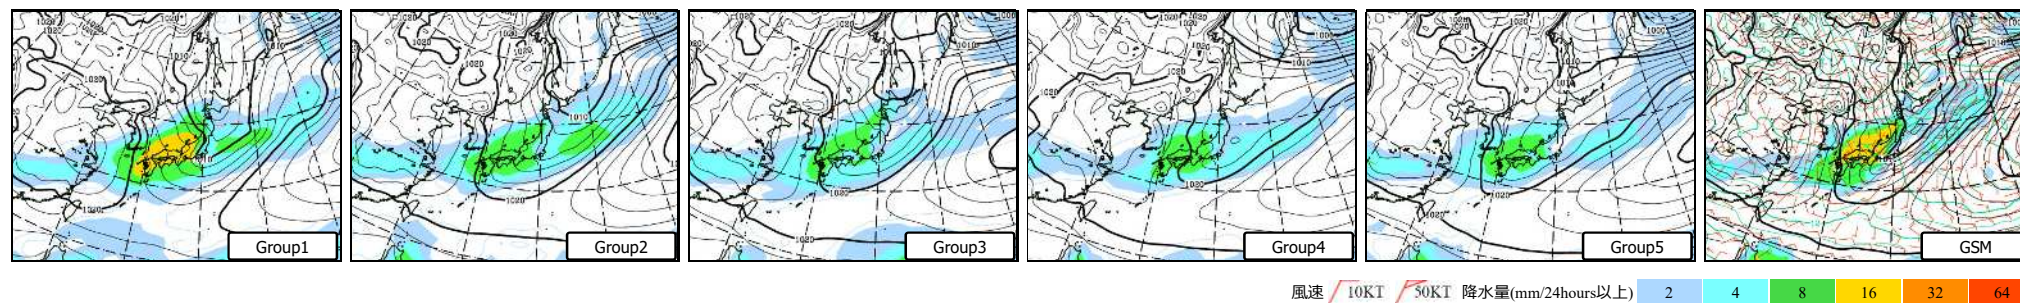 Group1
Group2
Group3
Group4
Group5
GSM
風速 10KT 50KT 降水量(mm/24hours以上) 2 4 8 16 32 64